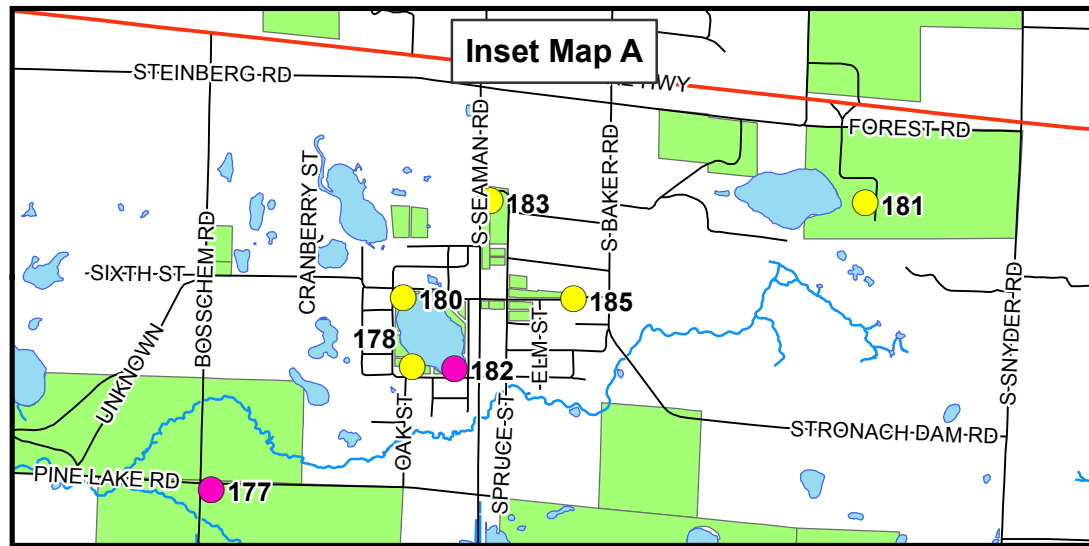 Inset Map A
STEINBERG RD
HWY
FOREST RD
CRANBERRY ST
S SEAMAN RD
S BAKER RD
BOSSCHEM RD
183
181
SIXTH ST
180
185
UNKNOWN
178
182
ELM ST
S SNYDER RD
OAK ST
SPRUCE ST
STRONACH DAM RD
PINE LAKE RD
177